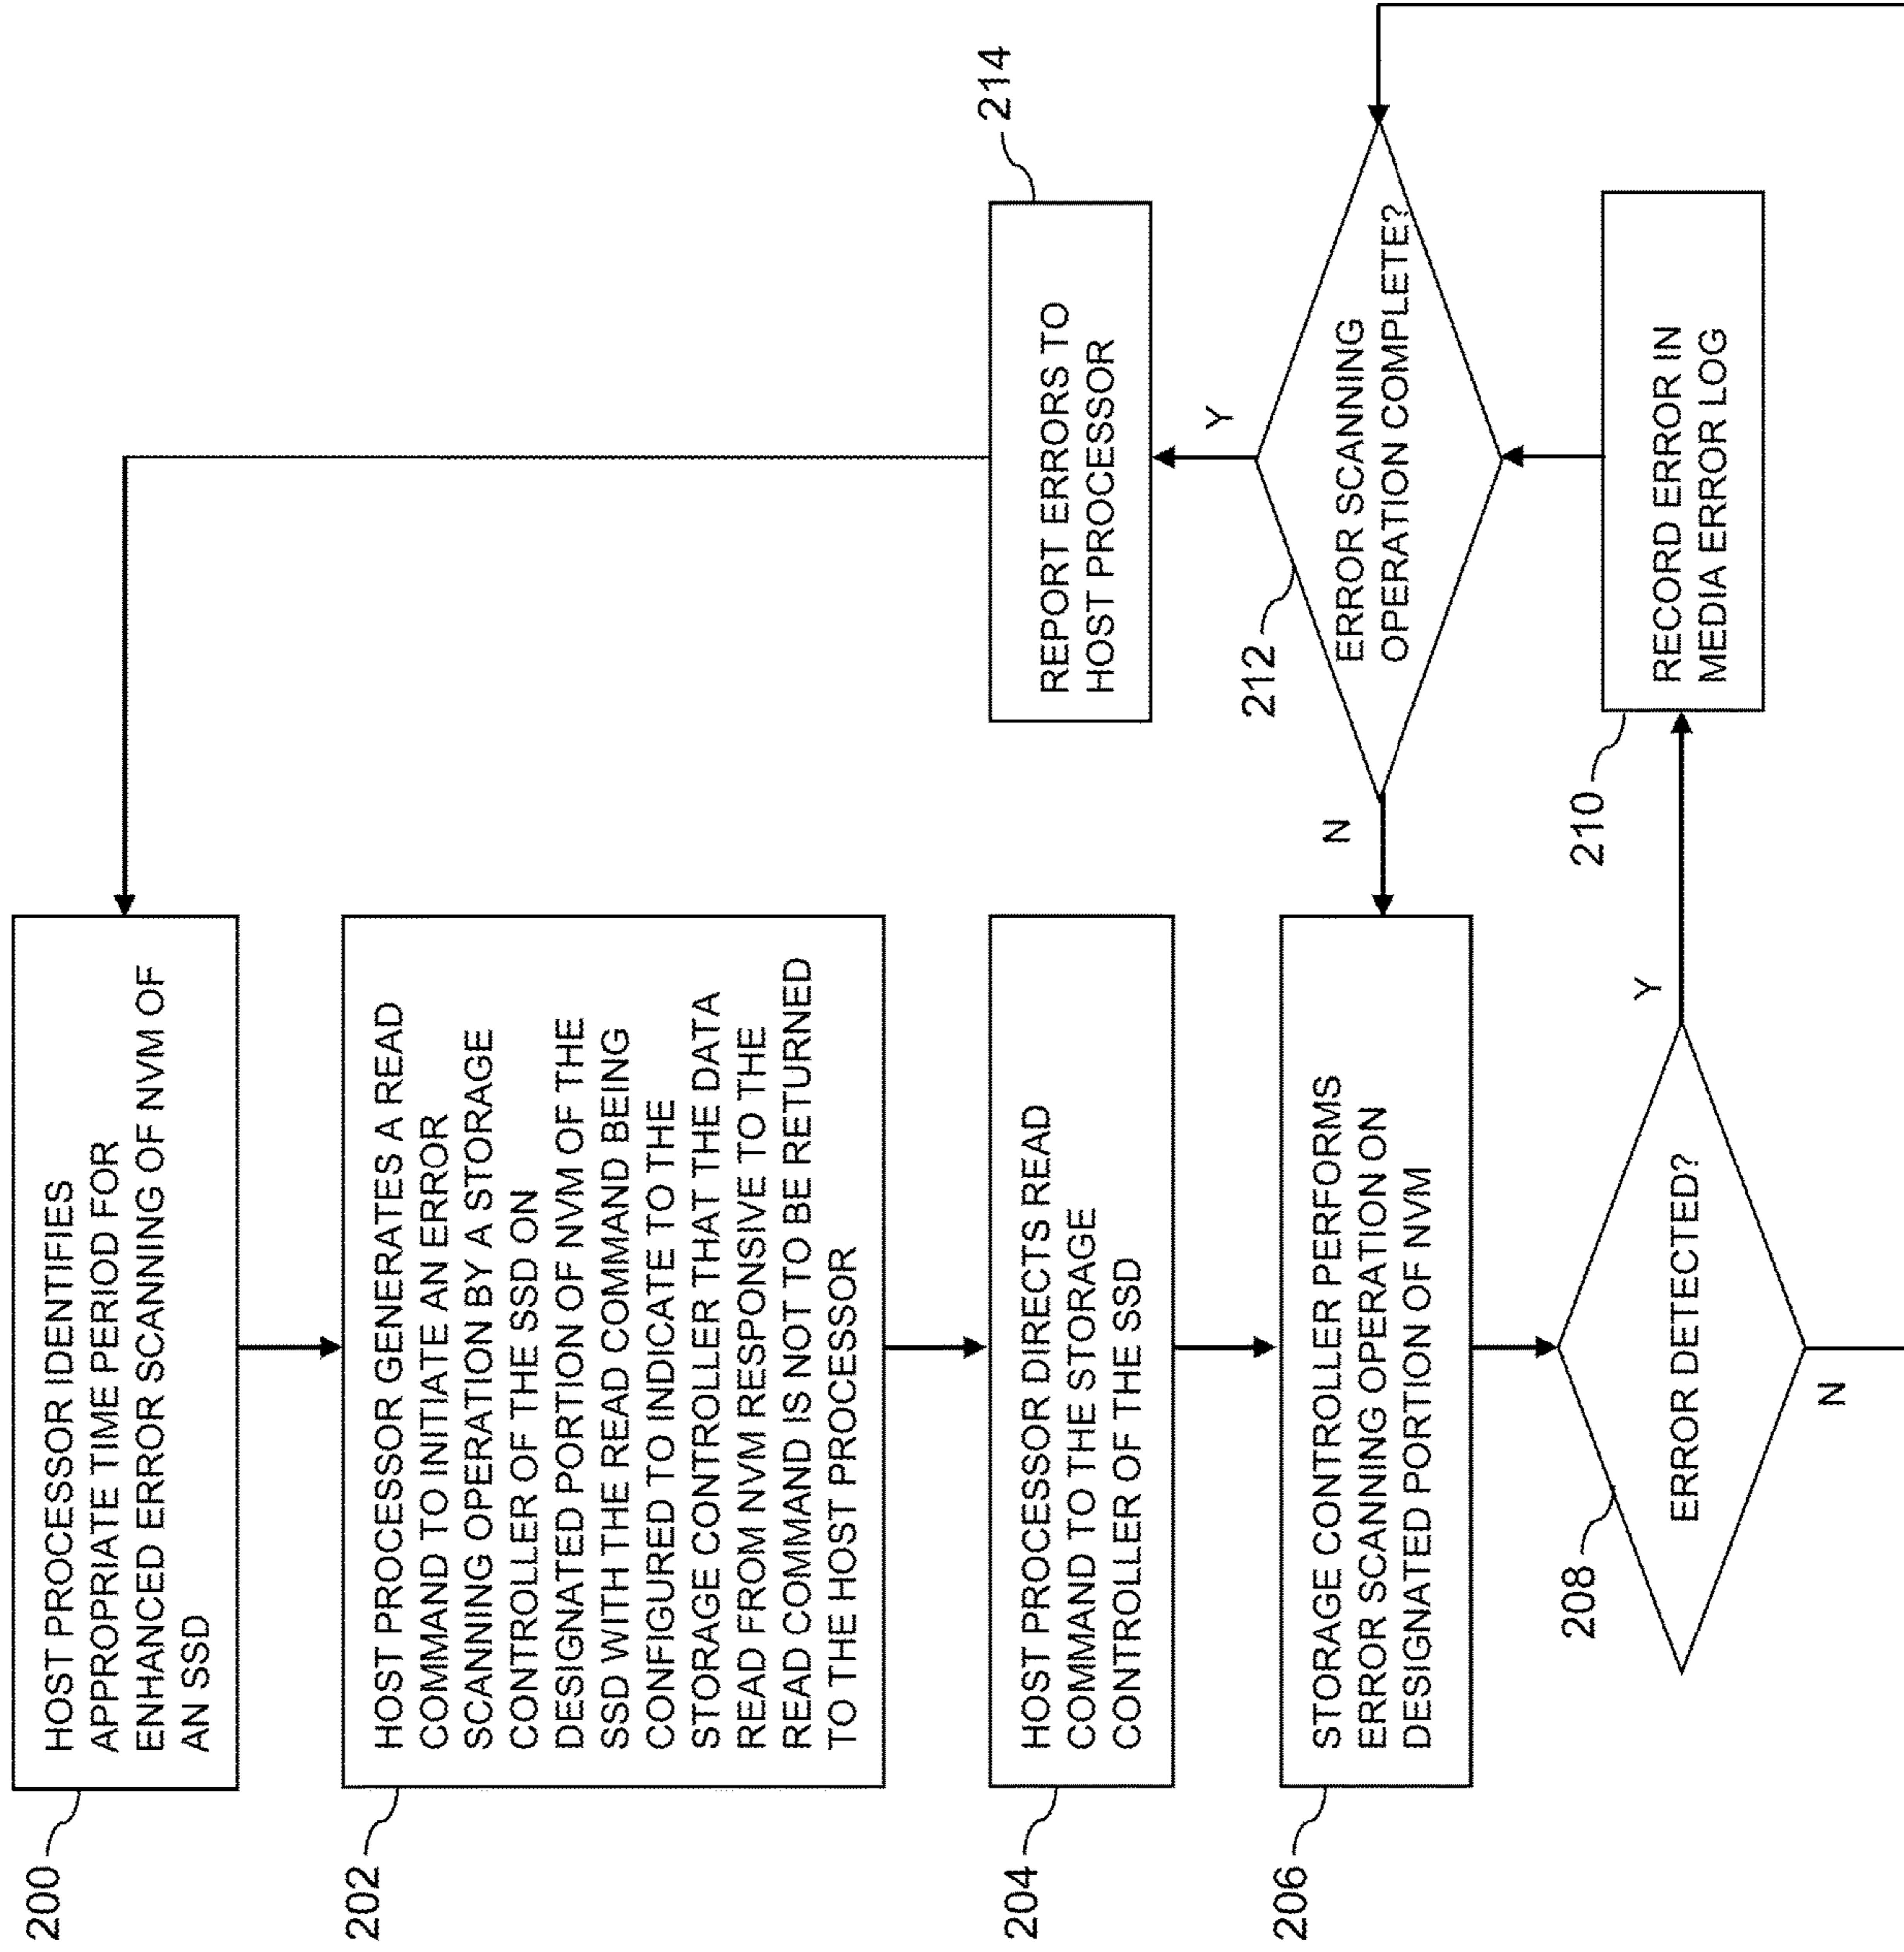 200
HOST PROCESSOR IDENTIFIES
APPROPRIATE TIME PERIOD FOR
ENHANCED ERROR SCANNING OF NVM OF
AN SSD
202
HOST PROCESSOR GENERATES A READ
COMMAND TO INITIATE AN ERROR
SCANNING OPERATION BY A STORAGE
CONTROLLER OF THE SSD ON
DESIGNATED PORTION OF NVM OF THE
SSD WITH THE READ COMMAND BEING
CONFIGURED TO INDICATE TO THE
STORAGE CONTROLLER THAT THE DATA
READ FROM NVM RESPONSIVE TO THE
READ COMMAND IS NOT TO BE RETURNED
TO THE HOST PROCESSOR
204
HOST PROCESSOR DIRECTS READ
COMMAND TO THE STORAGE
CONTROLLER OF THE SSD
206
STORAGE CONTROLLER PERFORMS
ERROR SCANNING OPERATION ON
DESIGNATED PORTION OF NVM
208
ERROR DETECTED?
Y
N
210
RECORD ERROR IN
MEDIA ERROR LOG
212
ERROR SCANNING
OPERATION COMPLETE?
N
Y
214
REPORT ERRORS TO
HOST PROCESSOR